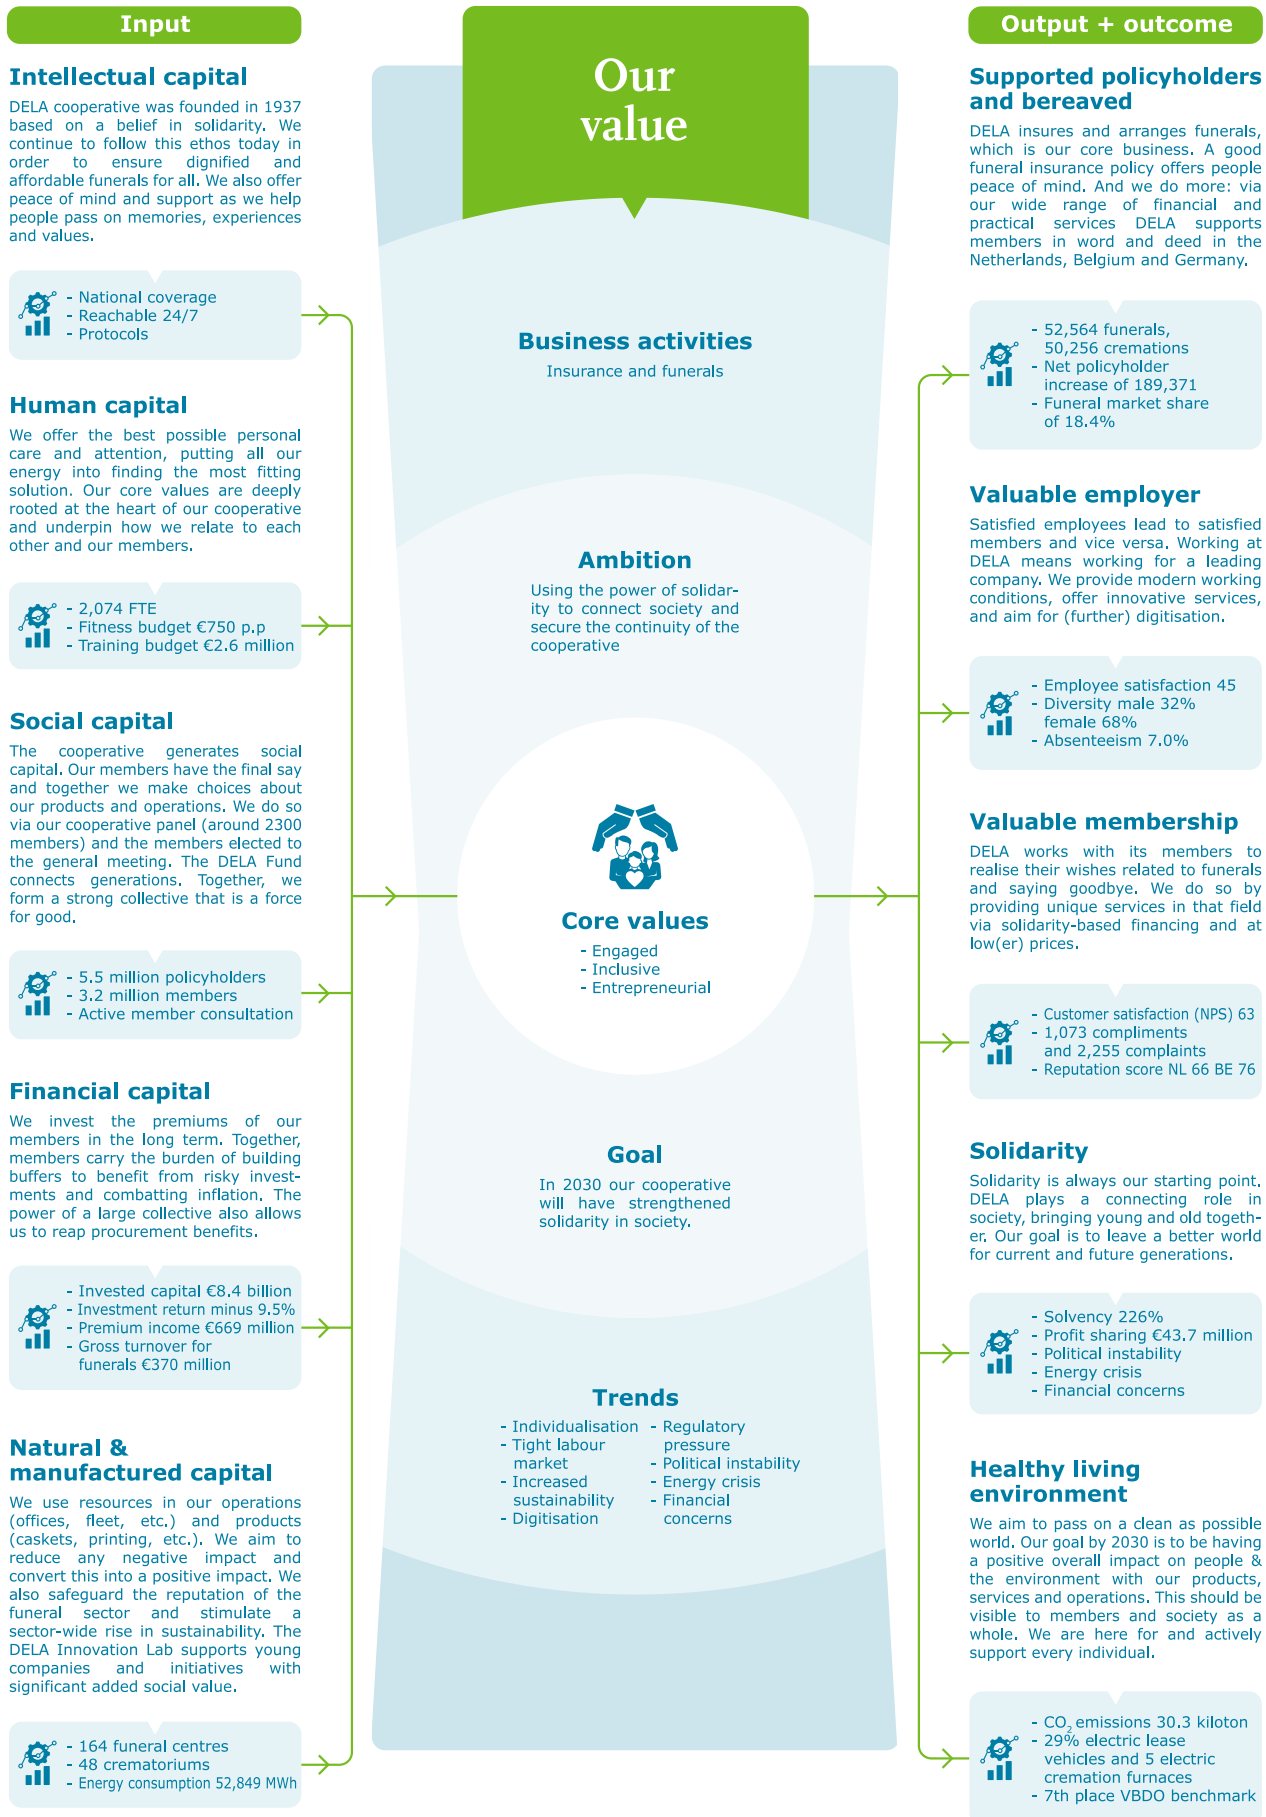 Input
Intellectual capital
DELA cooperative was founded in 1937
based on a belief in solidarity. We
continue to follow this ethos today in
order to ensure dignified and
affordable funerals for all. We also offer
peace of mind and support as we help
people pass on memories, experiences
and values.
- National coverage
- Reachable 24/7
- Protocols
Human capital
We offer the best possible personal
care and attention, putting all our
energy into finding the most fitting
solution. Our core values are deeply
rooted at the heart of our cooperative
and underpin how we relate to each
other and our members.
- 2,074 FTE
- Fitness budget €750 p.p
- Training budget €2.6 million
Social capital
The cooperative generates social
capital. Our members have the final say
and together we make choices about
our products and operations. We do so
via our cooperative panel (around 2300
members) and the members elected to
the general meeting. The DELA Fund
connects generations. Together, we
form a strong collective that is a force
for good.
- 5.5 million policyholders
- 3.2 million members
- Active member consultation
Financial capital
We invest the premiums of our
members in the long term. Together,
members carry the burden of building
buffers to benefit from risky invest-
ments and combatting inflation. The
power of a large collective also allows
us to reap procurement benefits.
- Invested capital €8.4 billion
- Investment return minus 9.5%
- Premium income €669 million
- Gross turnover for
funerals €370 million
Natural &
manufactured capital
We use resources in our operations
(offices, fleet, etc.) and products
(caskets, printing, etc.). We aim to
reduce any negative impact and
convert this into a positive impact. We
also safeguard the reputation of the
funeral sector and stimulate a
sector-wide rise in sustainability. The
DELA Innovation Lab supports young
companies and initiatives with
significant added social value.
- 164 funeral centres
- 48 crematoriums
- Energy consumption 52,849 MWh
Our
value
Business activities
Insurance and funerals
Ambition
Using the power of solidar-
ity to connect society and
secure the continuity of the
cooperative
Core values
- Engaged
- Inclusive
- Entrepreneurial
Goal
In 2030 our cooperative
will have strengthened
solidarity in society.
Trends
- Individualisation
- Tight labour
market
- Increased
sustainability
- Digitisation
- Regulatory
pressure
- Political instability
- Energy crisis
- Financial
concerns
Output + outcome
Supported policyholders
and bereaved
DELA insures and arranges funerals,
which is our core business. A good
funeral insurance policy offers people
peace of mind. And we do more: via
our wide range of financial and
practical services DELA supports
members in word and deed in the
Netherlands, Belgium and Germany.
- 52,564 funerals,
50,256 cremations
- Net policyholder
increase of 189,371
- Funeral market share
of 18.4%
Valuable employer
Satisfied employees lead to satisfied
members and vice versa. Working at
DELA means working for a leading
company. We provide modern working
conditions, offer innovative services,
and aim for (further) digitisation.
- Employee satisfaction 45
- Diversity male 32%
female 68%
- Absenteeism 7.0%
Valuable membership
DELA works with its members to
realise their wishes related to funerals
and saying goodbye. We do so by
providing unique services in that field
via solidarity-based financing and at
low(er) prices.
- Customer satisfaction (NPS) 63
- 1,073 compliments
and 2,255 complaints
- Reputation score NL 66 BE 76
Solidarity
Solidarity is always our starting point.
DELA plays a connecting role in
society, bringing young and old togeth-
er. Our goal is to leave a better world
for current and future generations.
- Solvency 226%
- Profit sharing €43.7 million
- Political instability
- Energy crisis
- Financial concerns
Healthy living
environment
We aim to pass on a clean as possible
world. Our goal by 2030 is to be having
a positive overall impact on people &
the environment with our products,
services and operations. This should be
visible to members and society as a
whole. We are here for and actively
support every individual.
- CO₂ emissions 30.3 kiloton
- 29% electric lease
vehicles and 5 electric
cremation furnaces
- 7th place VBDO benchmark